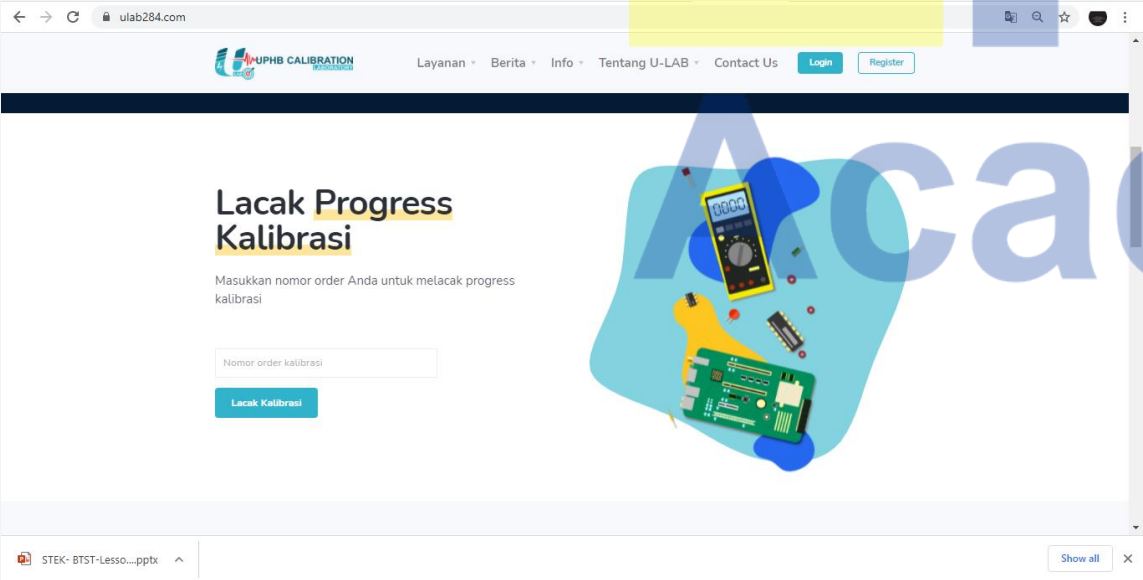 ulab284.com
UPHB CALIBRATION
LABORATORY
Layanan Berita Info Tentang U-LAB Contact Us Login Register
Acad
Lacak Progress
Kalibrasi
0000
Masukkan nomor order Anda untuk melacak progress
kalibrasi
Nomor order kalibrasi
Lacak Kalibrasi
STEK- BTST-Lesso....pptx
Show all